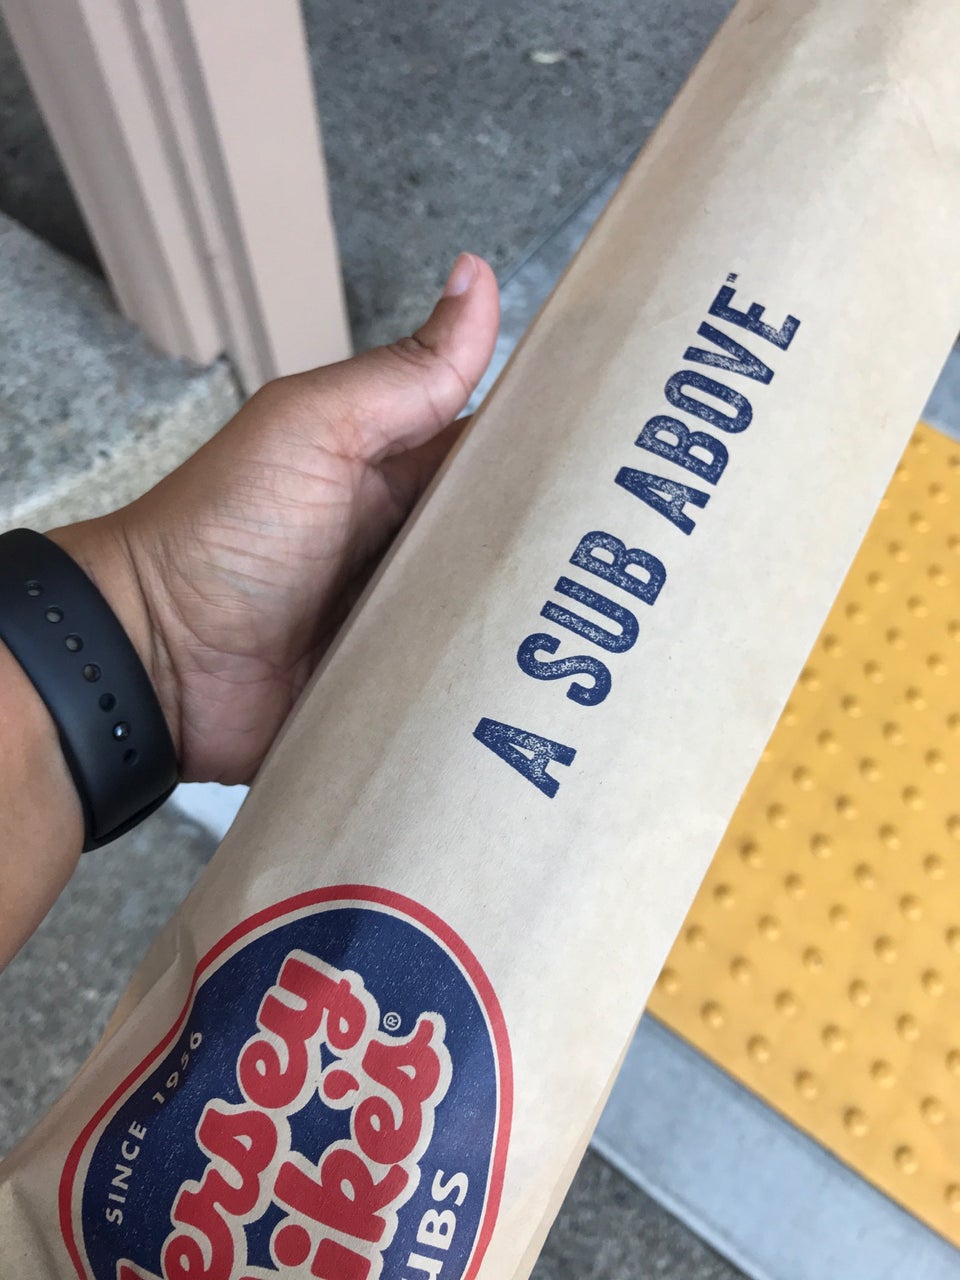 A SUB ABOVE™
SINCE 1956
Jersey
Mike's®
SUBS